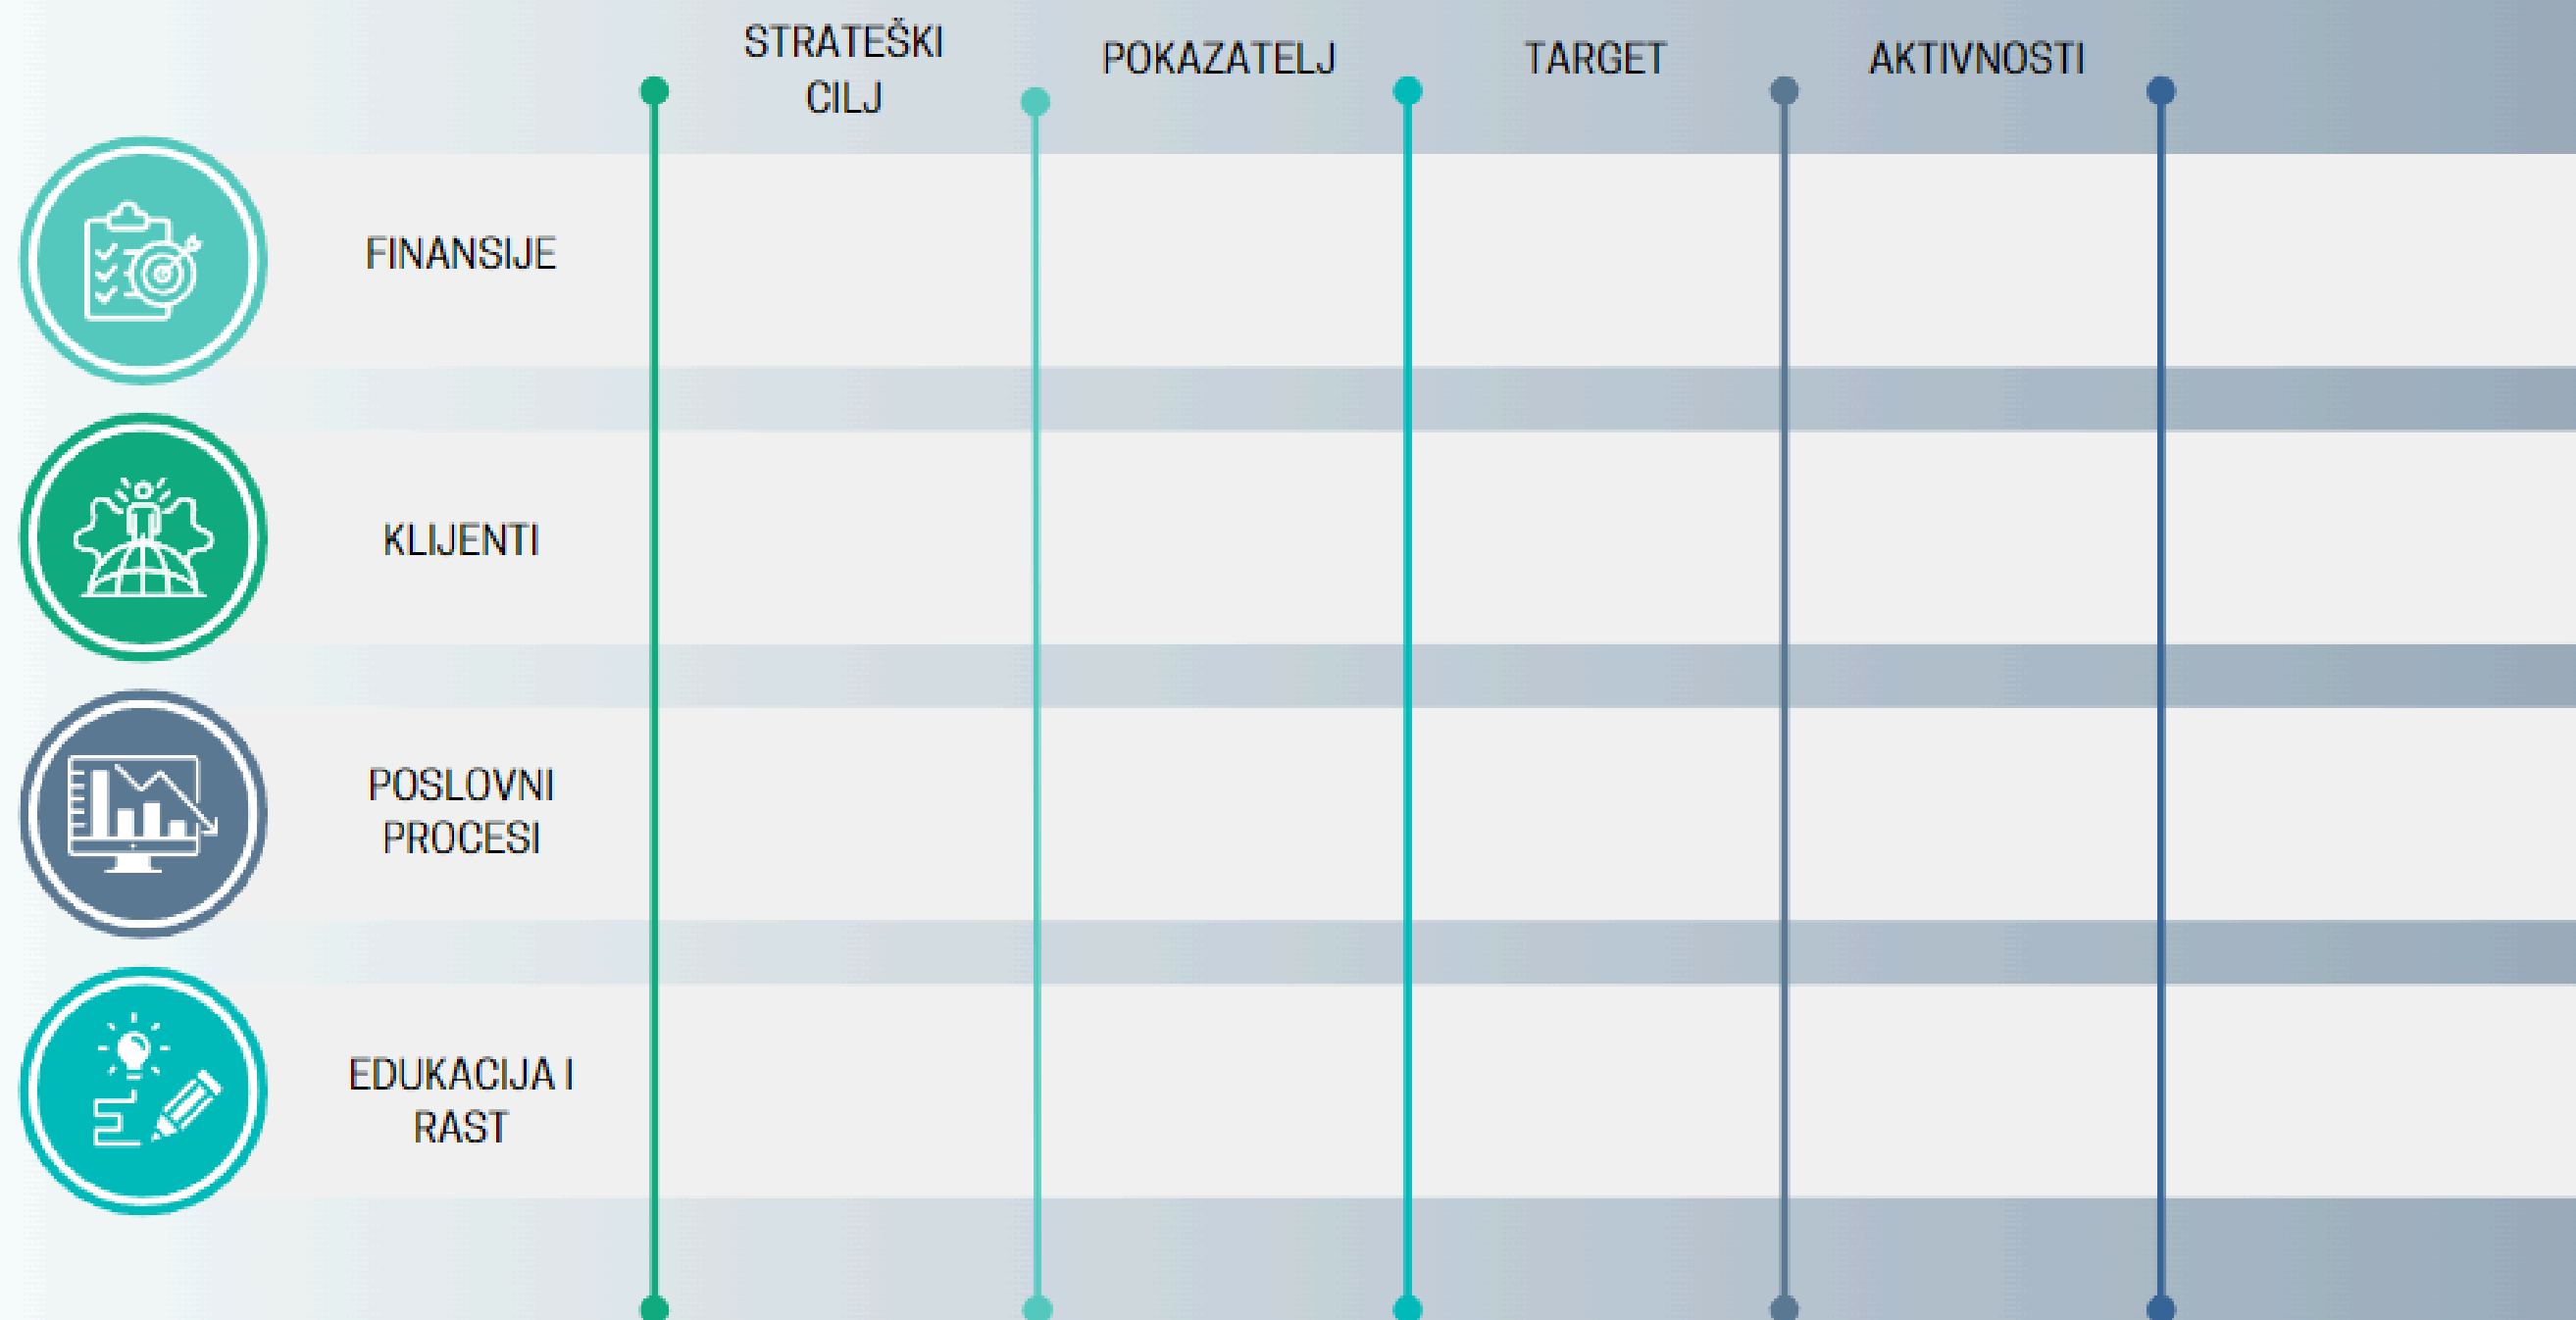 STRATEŠKI
CILJ
POKAZATELJ
TARGET
AKTIVNOSTI
FINANSIJE
KLIJENTI
POSLOVNI
PROCESI
EDUKACIJA I
RAST